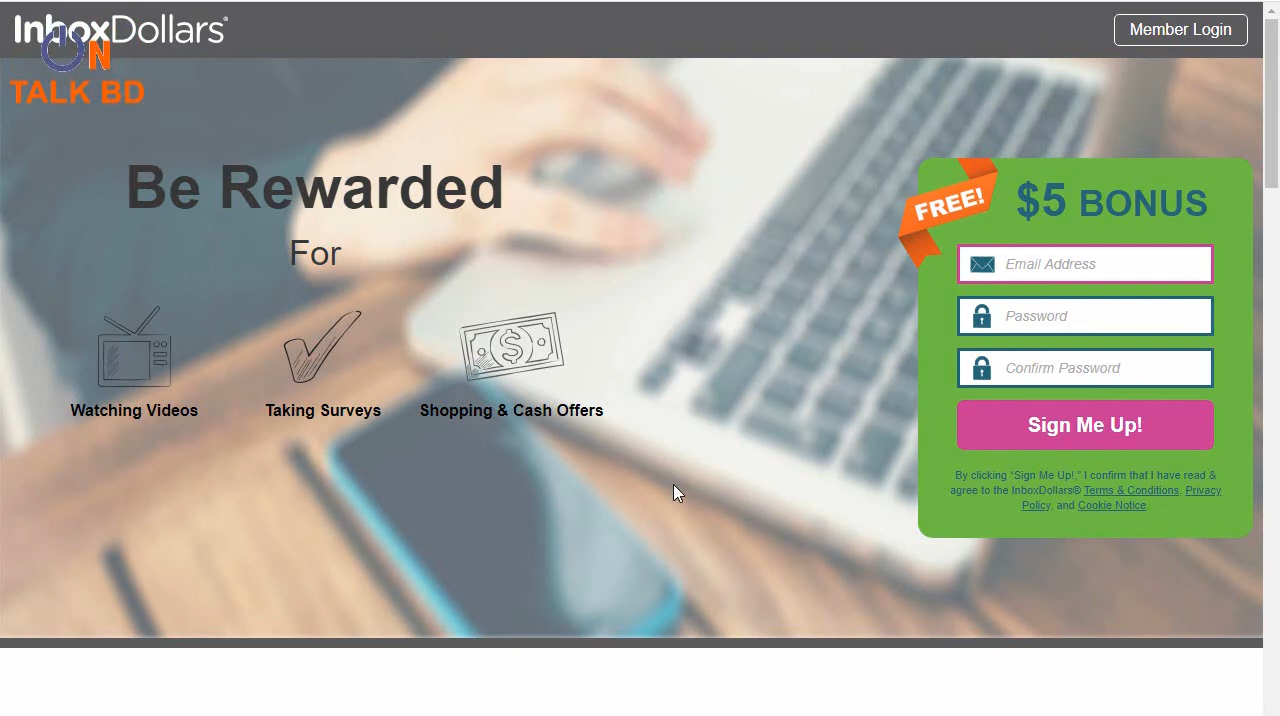 InboxDollars®
Member Login
ON
TALK BD
Be Rewarded
For
Watching Videos
Taking Surveys
Shopping & Cash Offers
FREE!
$5 BONUS
Email Address
Password
Confirm Password
Sign Me Up!
By clicking “Sign Me Up!,” I confirm that I have read &
agree to the InboxDollars® Terms & Conditions, Privacy
Policy, and Cookie Notice.